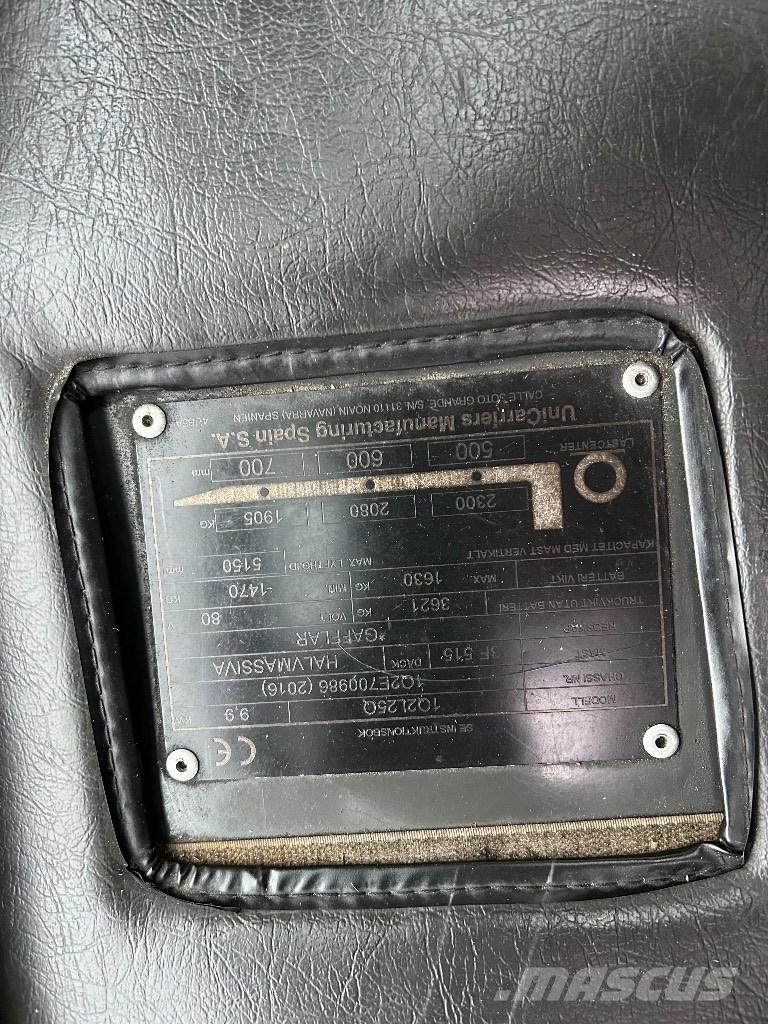 SE INSTRUKTIONSBOK CE
MODELL 1Q2L25Q 9.9 KW
CHASSI NR. 1Q2E700986 (2016)
MAST 3F 515 DÄCK HALVMASSIVA
REDSKAP *GAFFLAR
TRUCKVIKT UTAN BATTERI 3621 KG VOLT 80 V
BATTERI VIKT MAX. 1630 KG MIN. -1470 KG
KAPACITET MED MAST VERTIKALT MAX. LYFTHÖJD 5150 mm
2300 2080 1905 KG
LASTCENTER 500 600 700 mm
UniCarriers Manufacturing Spain S.A.
CALLE SOTO GRANDE, S/N, 31110 NOAIN (NAVARRA) SPANIEN
MASCUS